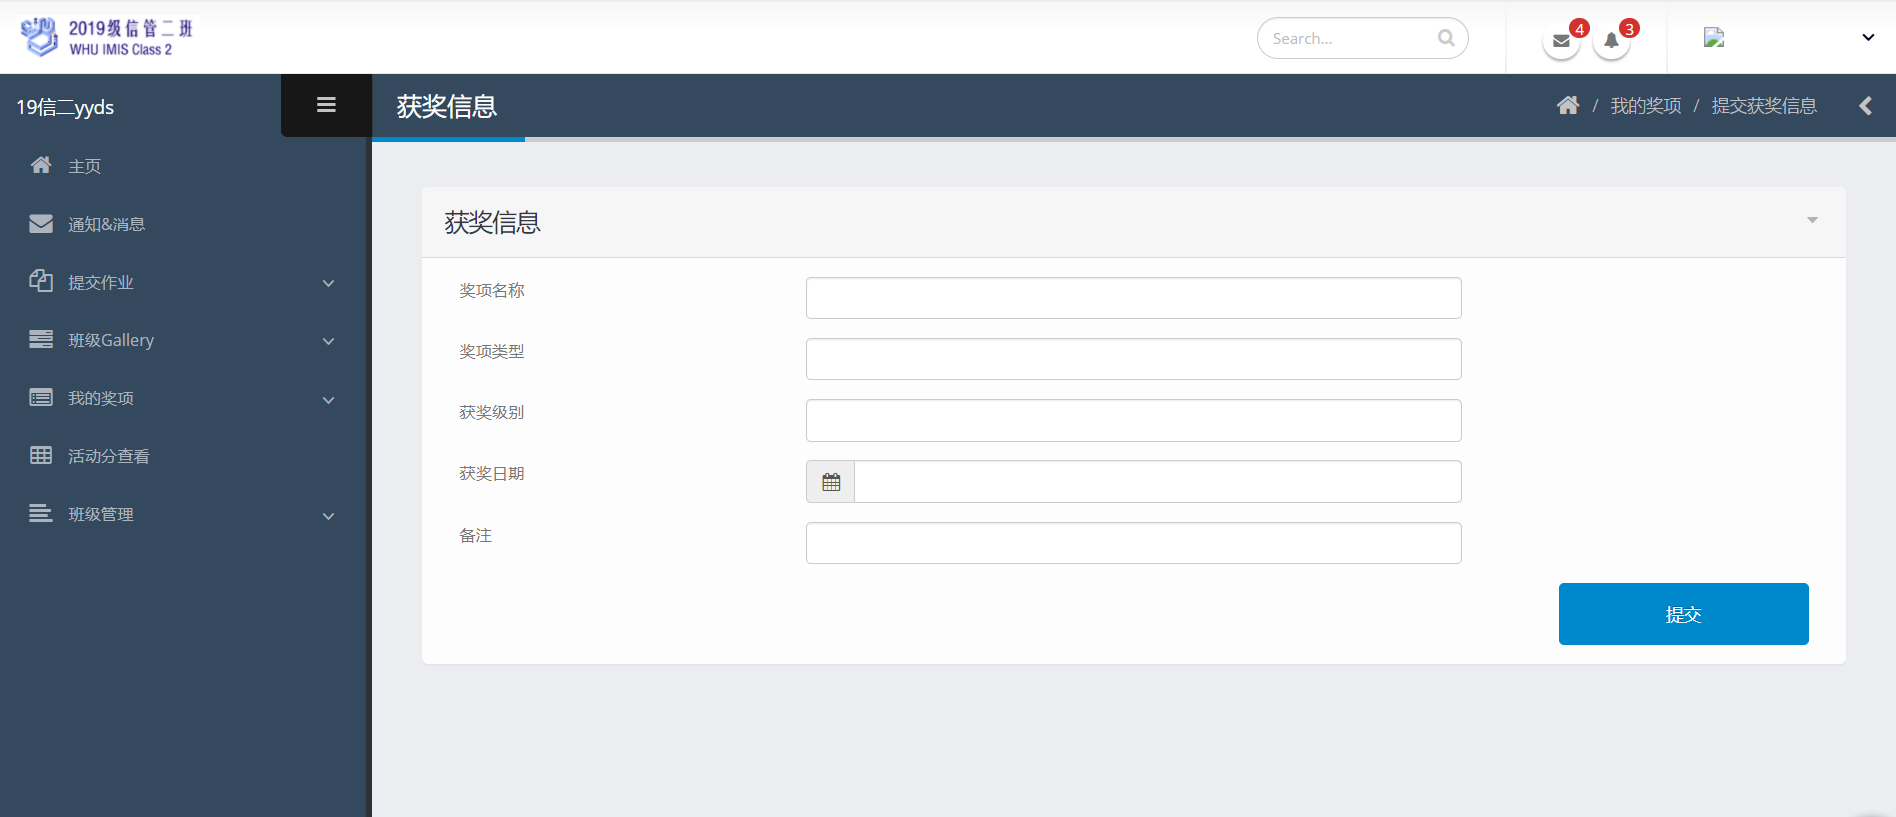 2019级信管二班
WHU IMIS Class 2
Search...
4
3
19信二yyds
获奖信息
/ 我的奖项 / 提交获奖信息
主页
通知&消息
提交作业
班级Gallery
我的奖项
活动分查看
班级管理
获奖信息
奖项名称
奖项类型
获奖级别
获奖日期
备注
提交